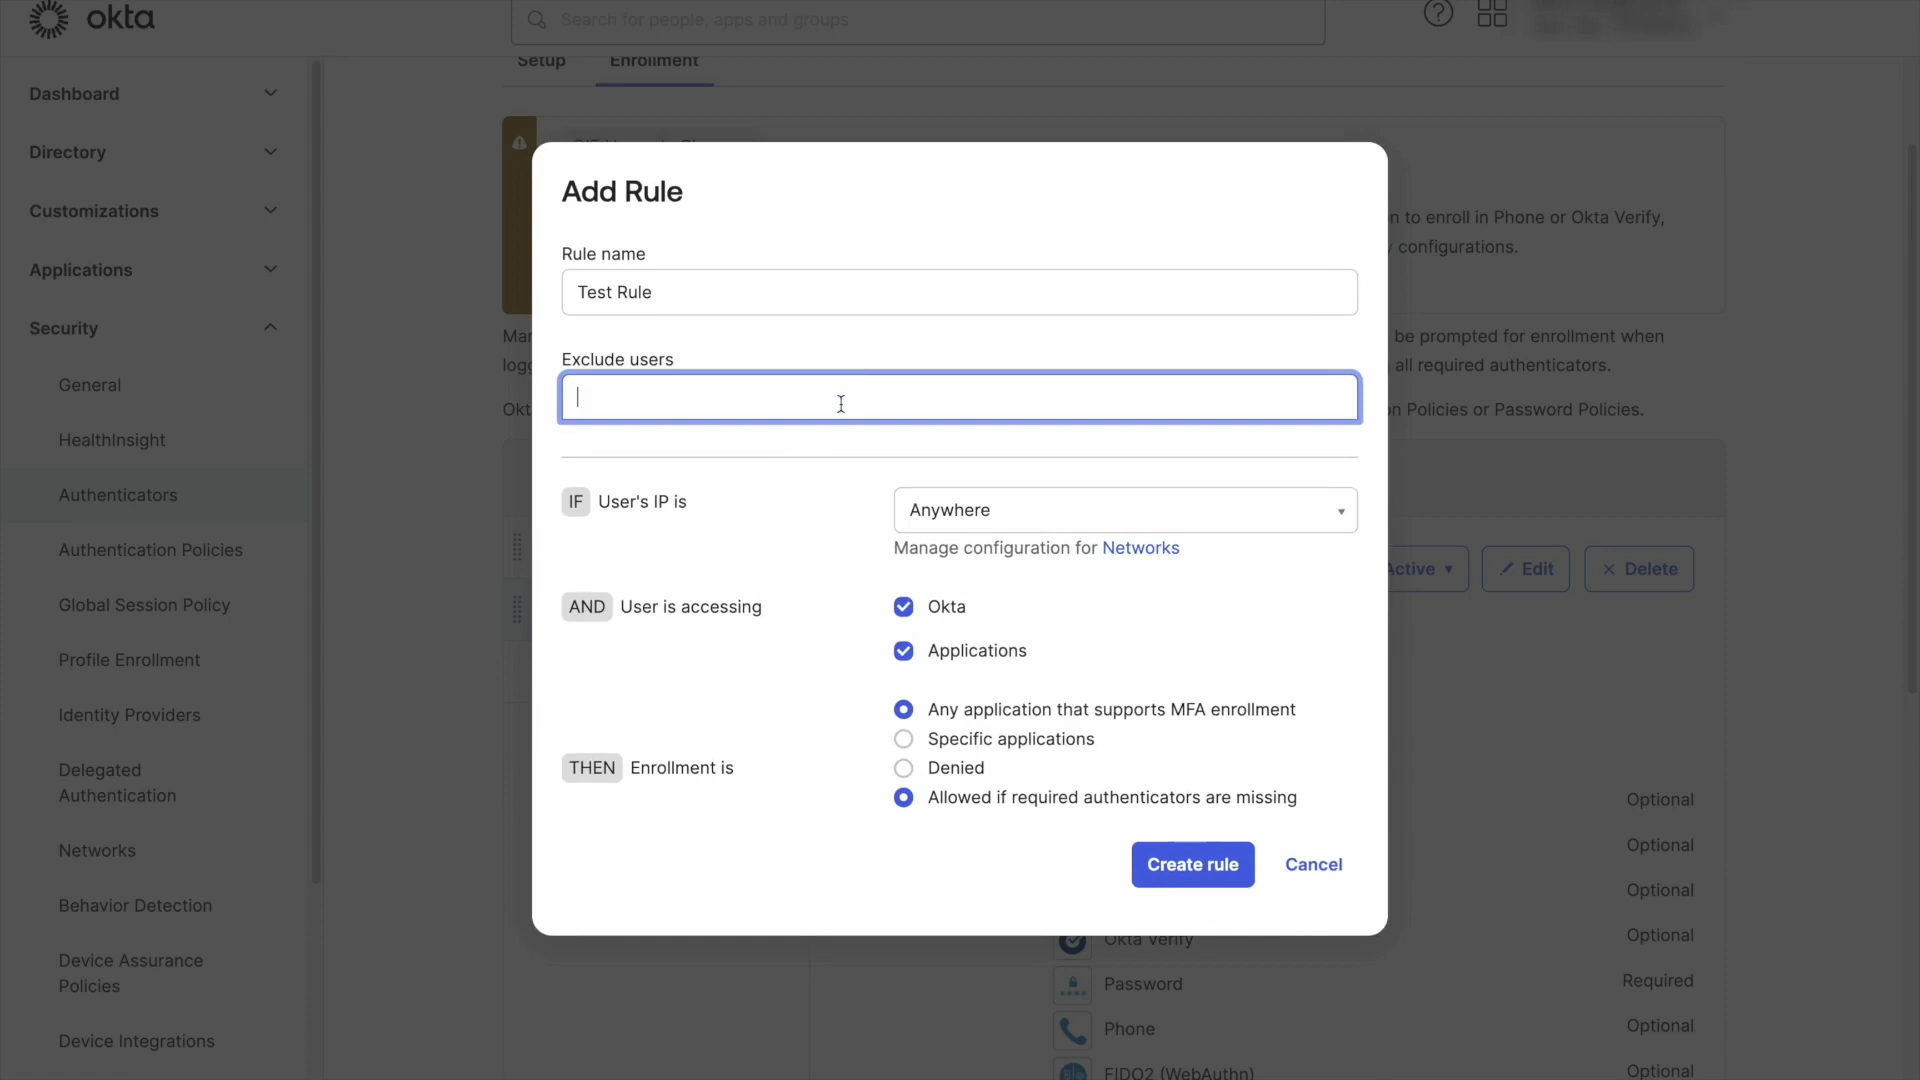 okta
Search for people, apps and groups
Setup
Enrollment
Dashboard
Directory
Customizations
Applications
Security
General
HealthInsight
Authenticators
Authentication Policies
Global Session Policy
Profile Enrollment
Identity Providers
Delegated
Authentication
Networks
Behavior Detection
Device Assurance
Policies
Device Integrations
n to enroll in Phone or Okta Verify,
configurations.
be prompted for enrollment when
all required authenticators.
n Policies or Password Policies.
Add Rule
Rule name
Test Rule
Exclude users
IF User's IP is
Anywhere
Manage configuration for Networks
AND User is accessing
Okta
Applications
Any application that supports MFA enrollment
Specific applications
THEN Enrollment is
Denied
Allowed if required authenticators are missing
Create rule
Cancel
Active
Edit
Delete
Optional
Optional
Optional
Okta Verify Optional
Password Required
Phone Optional
FIDO2 (WebAuthn) Optional